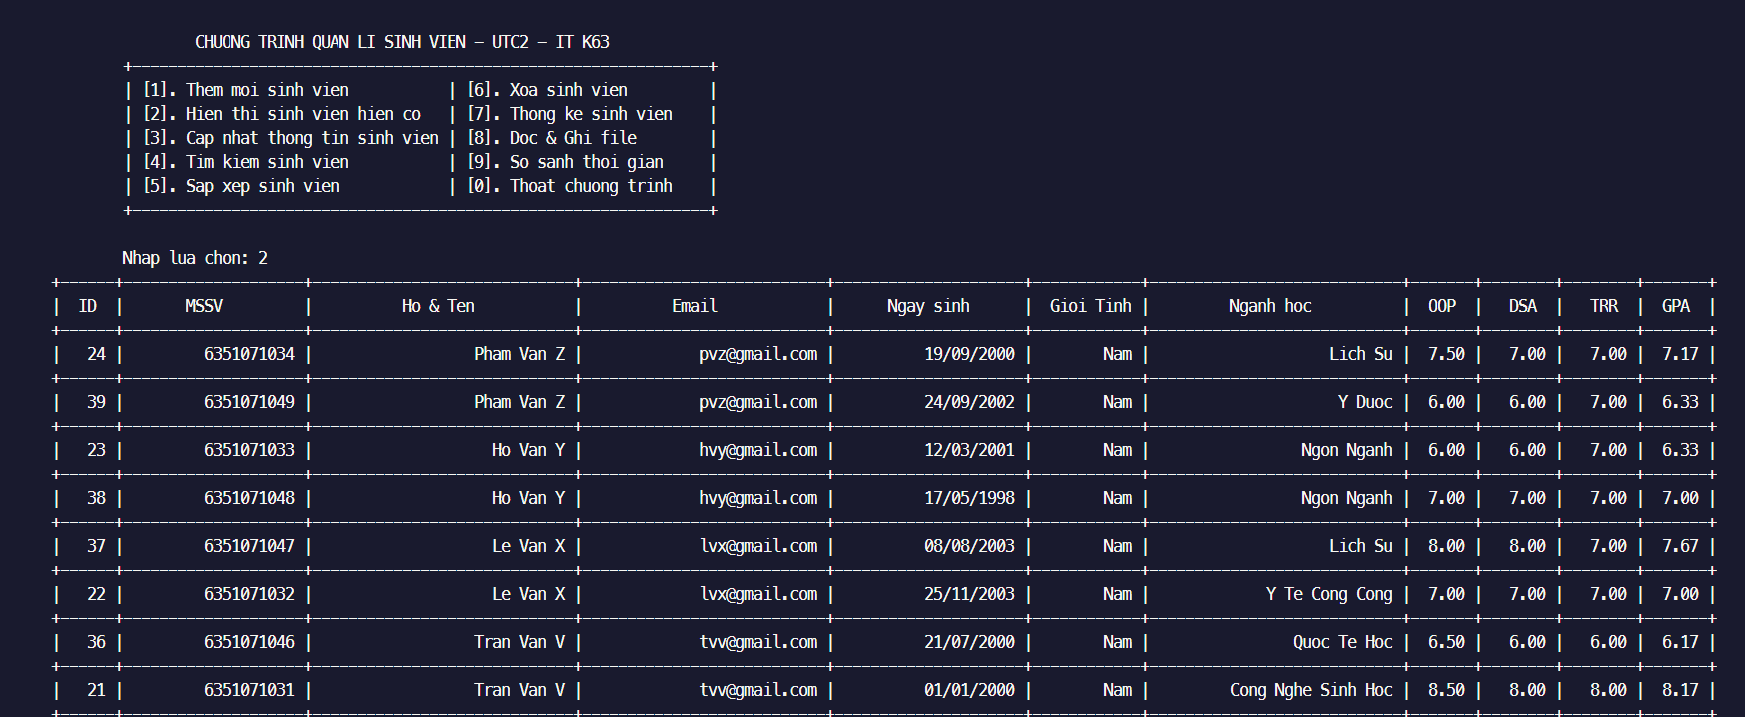 CHUONG TRINH QUAN LI SINH VIEN - UTC2 - IT K63
| [1]. Them moi sinh vien | [6]. Xoa sinh vien |
| [2]. Hien thi sinh vien hien co | [7]. Thong ke sinh vien |
| [3]. Cap nhat thong tin sinh vien | [8]. Doc & Ghi file |
| [4]. Tim kiem sinh vien | [9]. So sanh thoi gian |
| [5]. Sap xep sinh vien | [0]. Thoat chuong trinh |
Nhap lua chon: 2
| ID | MSSV | Ho & Ten | Email | Ngay sinh | Gioi Tinh | Nganh hoc | OOP | DSA | TRR | GPA |
| 24 | 6351071034 | Pham Van Z | pvz@gmail.com | 19/09/2000 | Nam | Lich Su | 7.50 | 7.00 | 7.00 | 7.17 |
| 39 | 6351071049 | Pham Van Z | pvz@gmail.com | 24/09/2002 | Nam | Y Duoc | 6.00 | 6.00 | 7.00 | 6.33 |
| 23 | 6351071033 | Ho Van Y | hvy@gmail.com | 12/03/2001 | Nam | Ngon Nganh | 6.00 | 6.00 | 7.00 | 6.33 |
| 38 | 6351071048 | Ho Van Y | hvy@gmail.com | 17/05/1998 | Nam | Ngon Nganh | 7.00 | 7.00 | 7.00 | 7.00 |
| 37 | 6351071047 | Le Van X | lvx@gmail.com | 08/08/2003 | Nam | Lich Su | 8.00 | 8.00 | 7.00 | 7.67 |
| 22 | 6351071032 | Le Van X | lvx@gmail.com | 25/11/2003 | Nam | Y Te Cong Cong | 7.00 | 7.00 | 7.00 | 7.00 |
| 36 | 6351071046 | Tran Van V | tvv@gmail.com | 21/07/2000 | Nam | Quoc Te Hoc | 6.50 | 6.00 | 6.00 | 6.17 |
| 21 | 6351071031 | Tran Van V | tvv@gmail.com | 01/01/2000 | Nam | Cong Nghe Sinh Hoc | 8.50 | 8.00 | 8.00 | 8.17 |